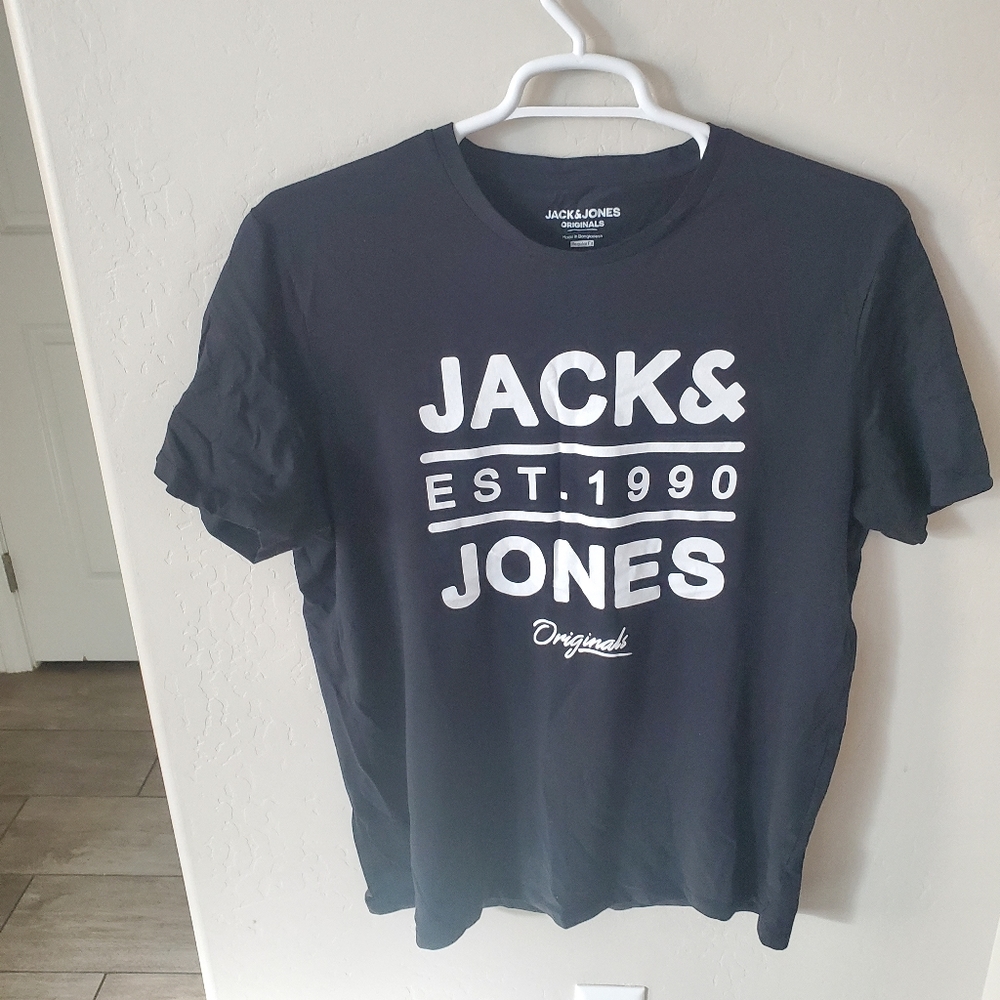 JACK&JONES
ORIGINALS
JACK&
EST.1990
JONES
Originals